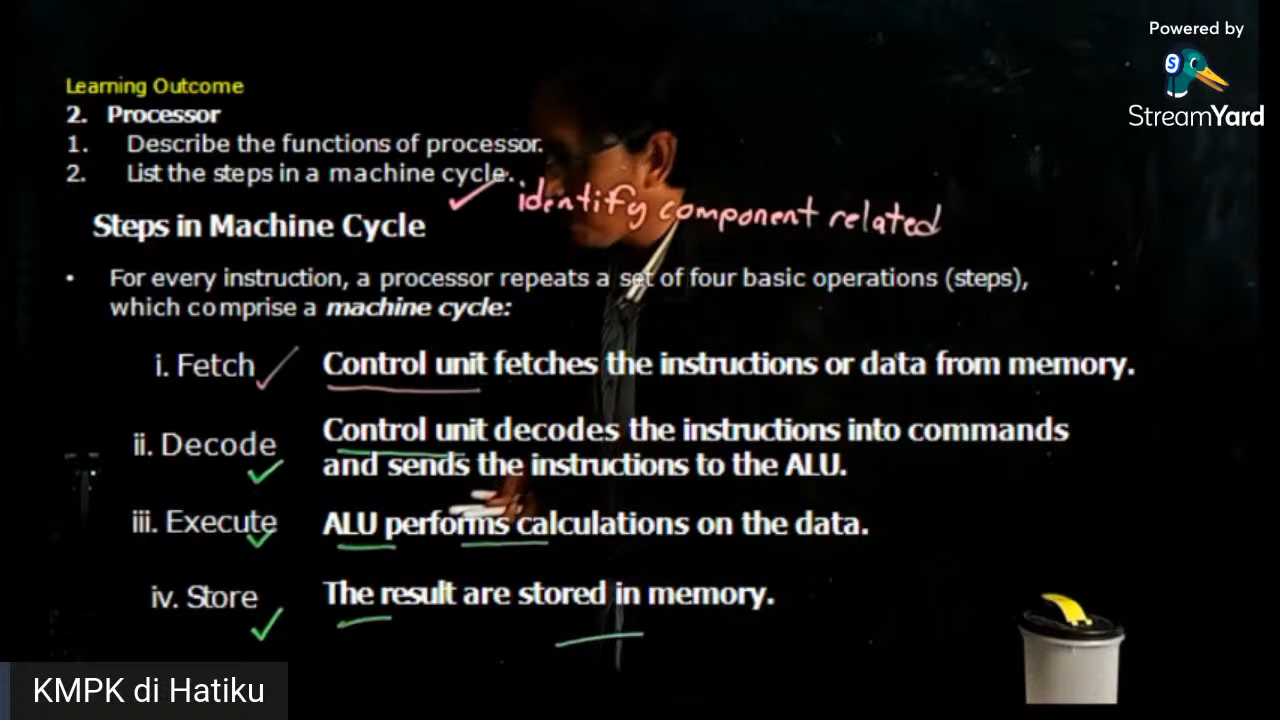 Powered by
StreamYard
Learning Outcome
2. Processor
1. Describe the functions of processor.
2. List the steps in a machine cycle.
identify component related
Steps in Machine Cycle
• For every instruction, a processor repeats a set of four basic operations (steps),
which comprise a machine cycle:
i. Fetch Control unit fetches the instructions or data from memory.
ii. Decode Control unit decodes the instructions into commands
and sends the instructions to the ALU.
iii. Execute ALU performs calculations on the data.
iv. Store The result are stored in memory.
KMPK di Hatiku